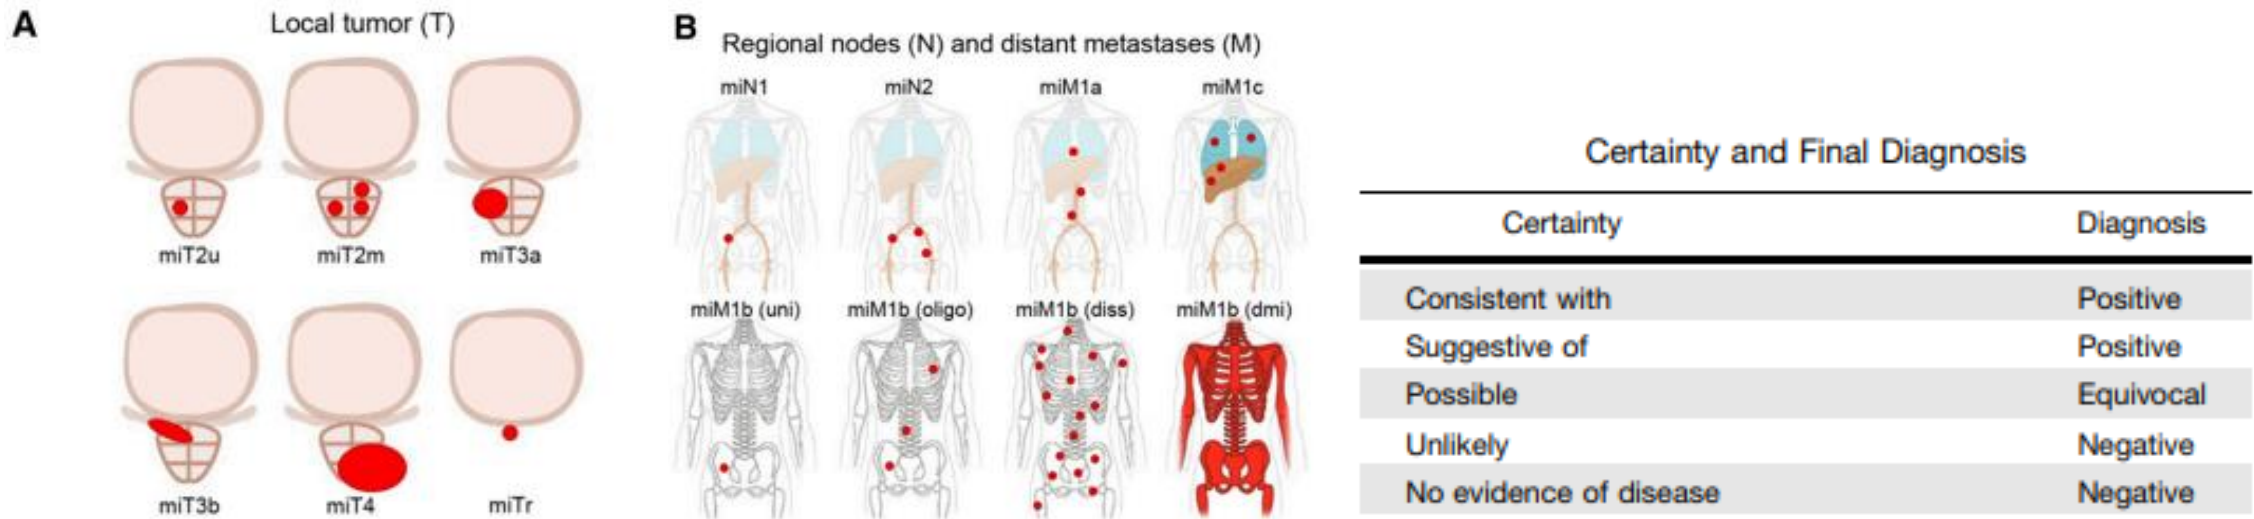 A
Local tumor (T)
miT2u
miT2m
miT3a
miT3b
miT4
miTr
B
Regional nodes (N) and distant metastases (M)
miN1
miN2
miM1a
miM1c
miM1b (uni)
miM1b (oligo)
miM1b (diss)
miM1b (dmi)
Certainty and Final Diagnosis
Certainty Diagnosis
Consistent with Positive
Suggestive of Positive
Possible Equivocal
Unlikely Negative
No evidence of disease Negative